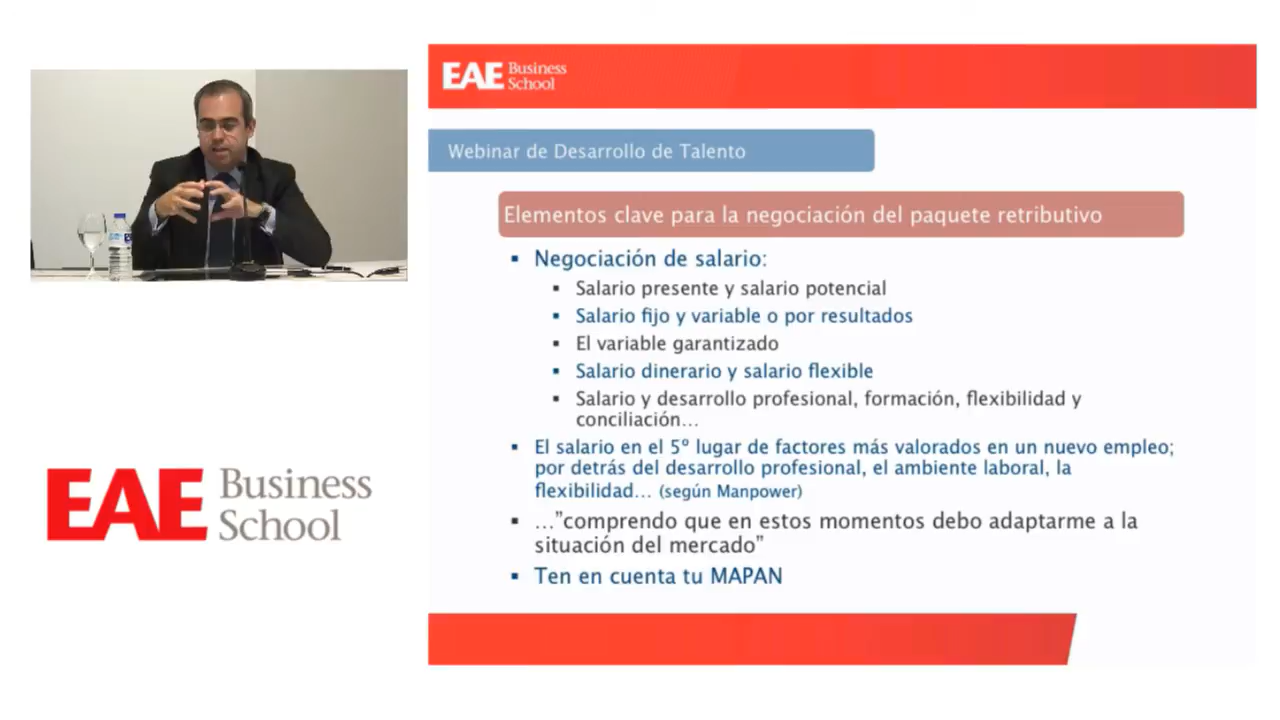 EAE Business
School
Webinar de Desarrollo de Talento
Elementos clave para la negociación del paquete retributivo
▪ Negociación de salario:
▪ Salario presente y salario potencial
▪ Salario fijo y variable o por resultados
▪ El variable garantizado
▪ Salario dinerario y salario flexible
▪ Salario y desarrollo profesional, formación, flexibilidad y
conciliación…
▪ El salario en el 5º lugar de factores más valorados en un nuevo empleo;
por detrás del desarrollo profesional, el ambiente laboral, la
flexibilidad… (según Manpower)
▪ …"comprendo que en estos momentos debo adaptarme a la
situación del mercado"
▪ Ten en cuenta tu MAPAN
EAE Business
School